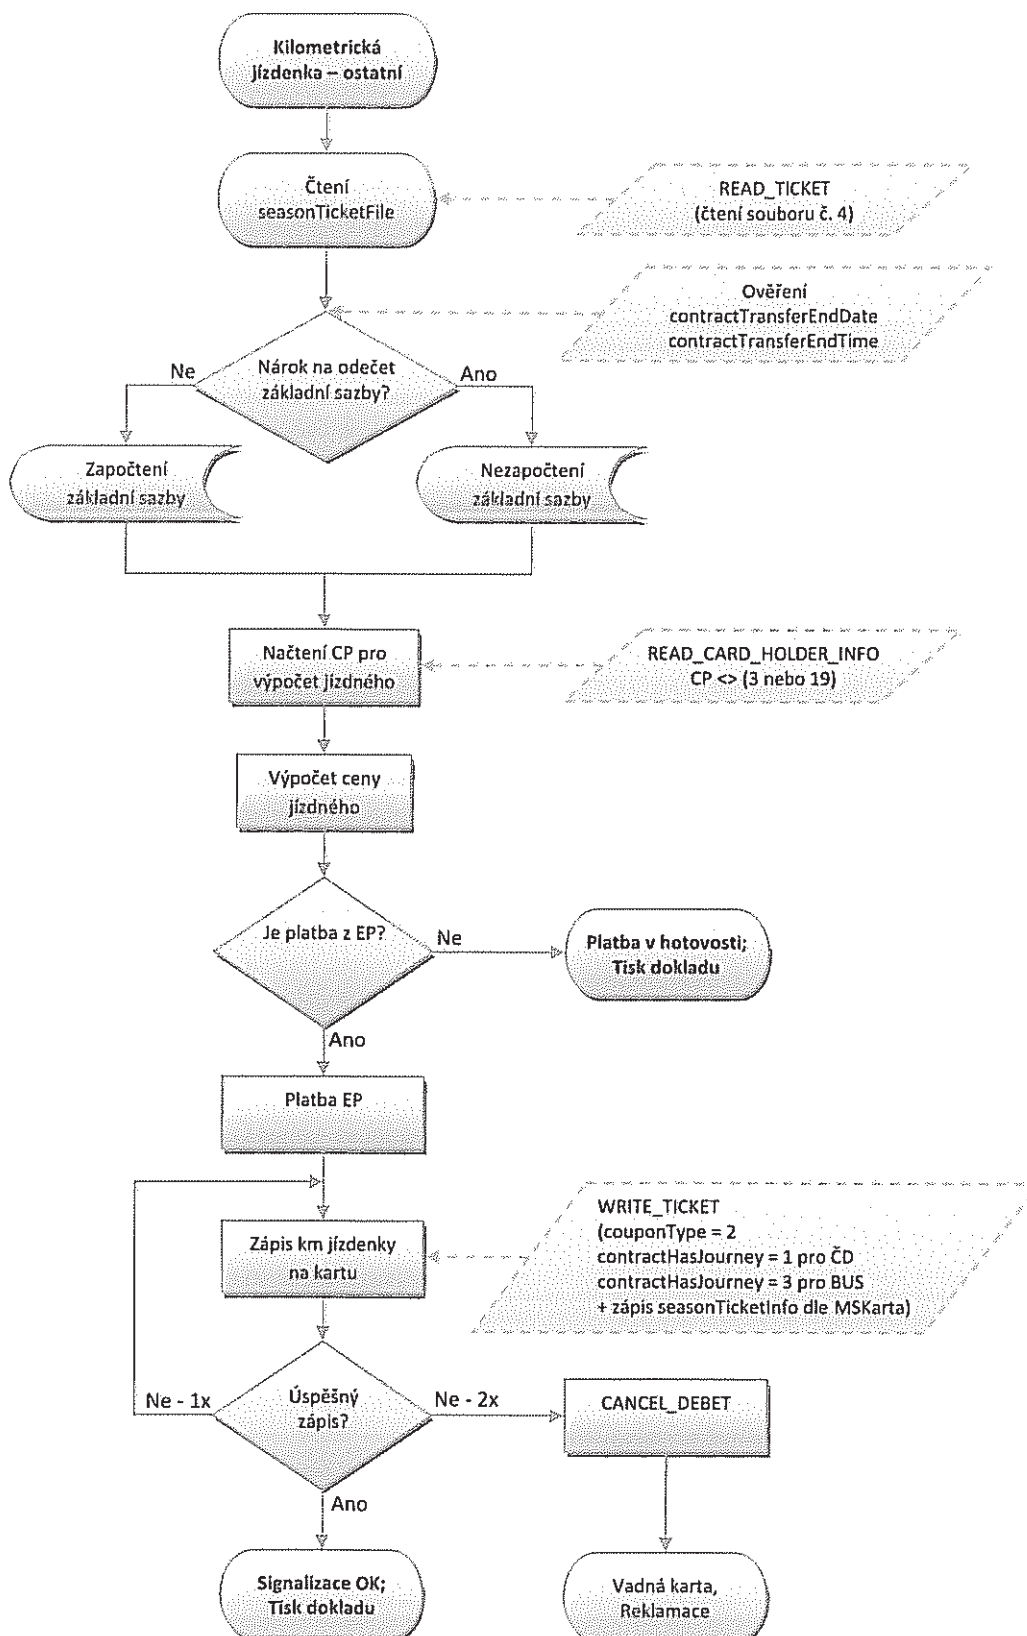 Kilometrická
jízdenka – ostatní
Čtení
seasonTicketFile
READ_TICKET
(čtení souboru č. 4)
Ověření
contractTransferEndDate
contractTransferEndTime
Nárok na odečet
základní sazby?
Ne
Ano
Započtení
základní sazby
Nezapočtení
základní sazby
Načtení CP pro
výpočet jízdného
READ_CARD_HOLDER_INFO
CP <> (3 nebo 19)
Výpočet ceny
jízdného
Je platba z EP?
Ne
Platba v hotovosti;
Tisk dokladu
Ano
Platba EP
WRITE_TICKET
(couponType = 2
contractHasJourney = 1 pro ČD
contractHasJourney = 3 pro BUS
+ zápis seasonTicketInfo dle MSKarta)
Zápis km jízdenky
na kartu
Ne - 1x
Úspěšný
zápis?
Ne - 2x
CANCEL_DEBET
Ano
Signalizace OK;
Tisk dokladu
Vadná karta,
Reklamace